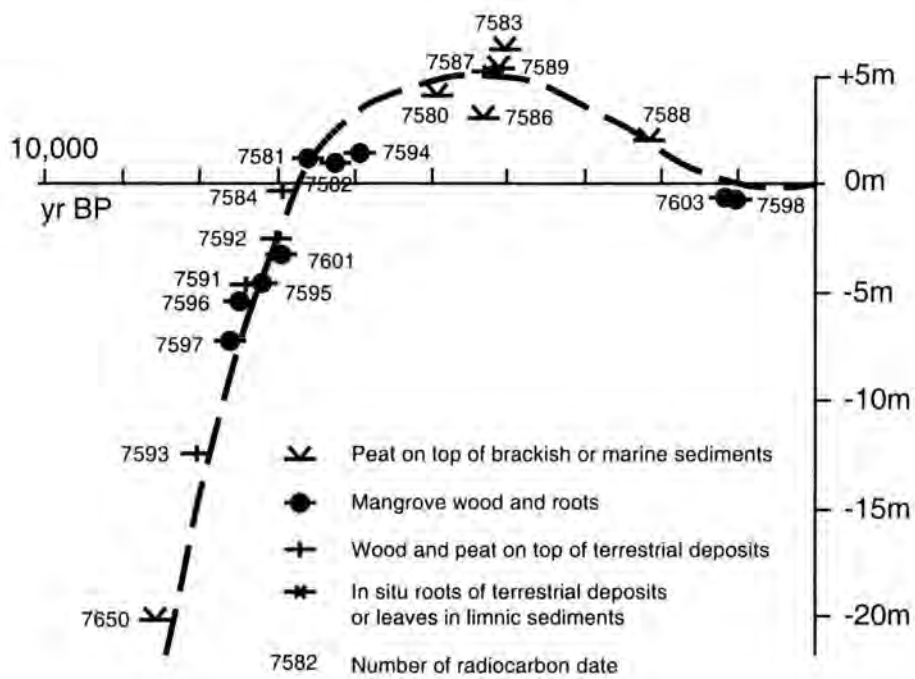 7583
7587
7589
+5m
7580
7586
7588
10,000
7581
7594
7582
0m
yr BP
7584
7603
7598
7592
7601
7591
7595
-5m
7596
7597
-10m
7593
Peat on top of brackish or marine sediments
Mangrove wood and roots
-15m
Wood and peat on top of terrestrial deposits
In situ roots of terrestrial deposits
or leaves in limnic sediments
7650
-20m
7582
Number of radiocarbon date